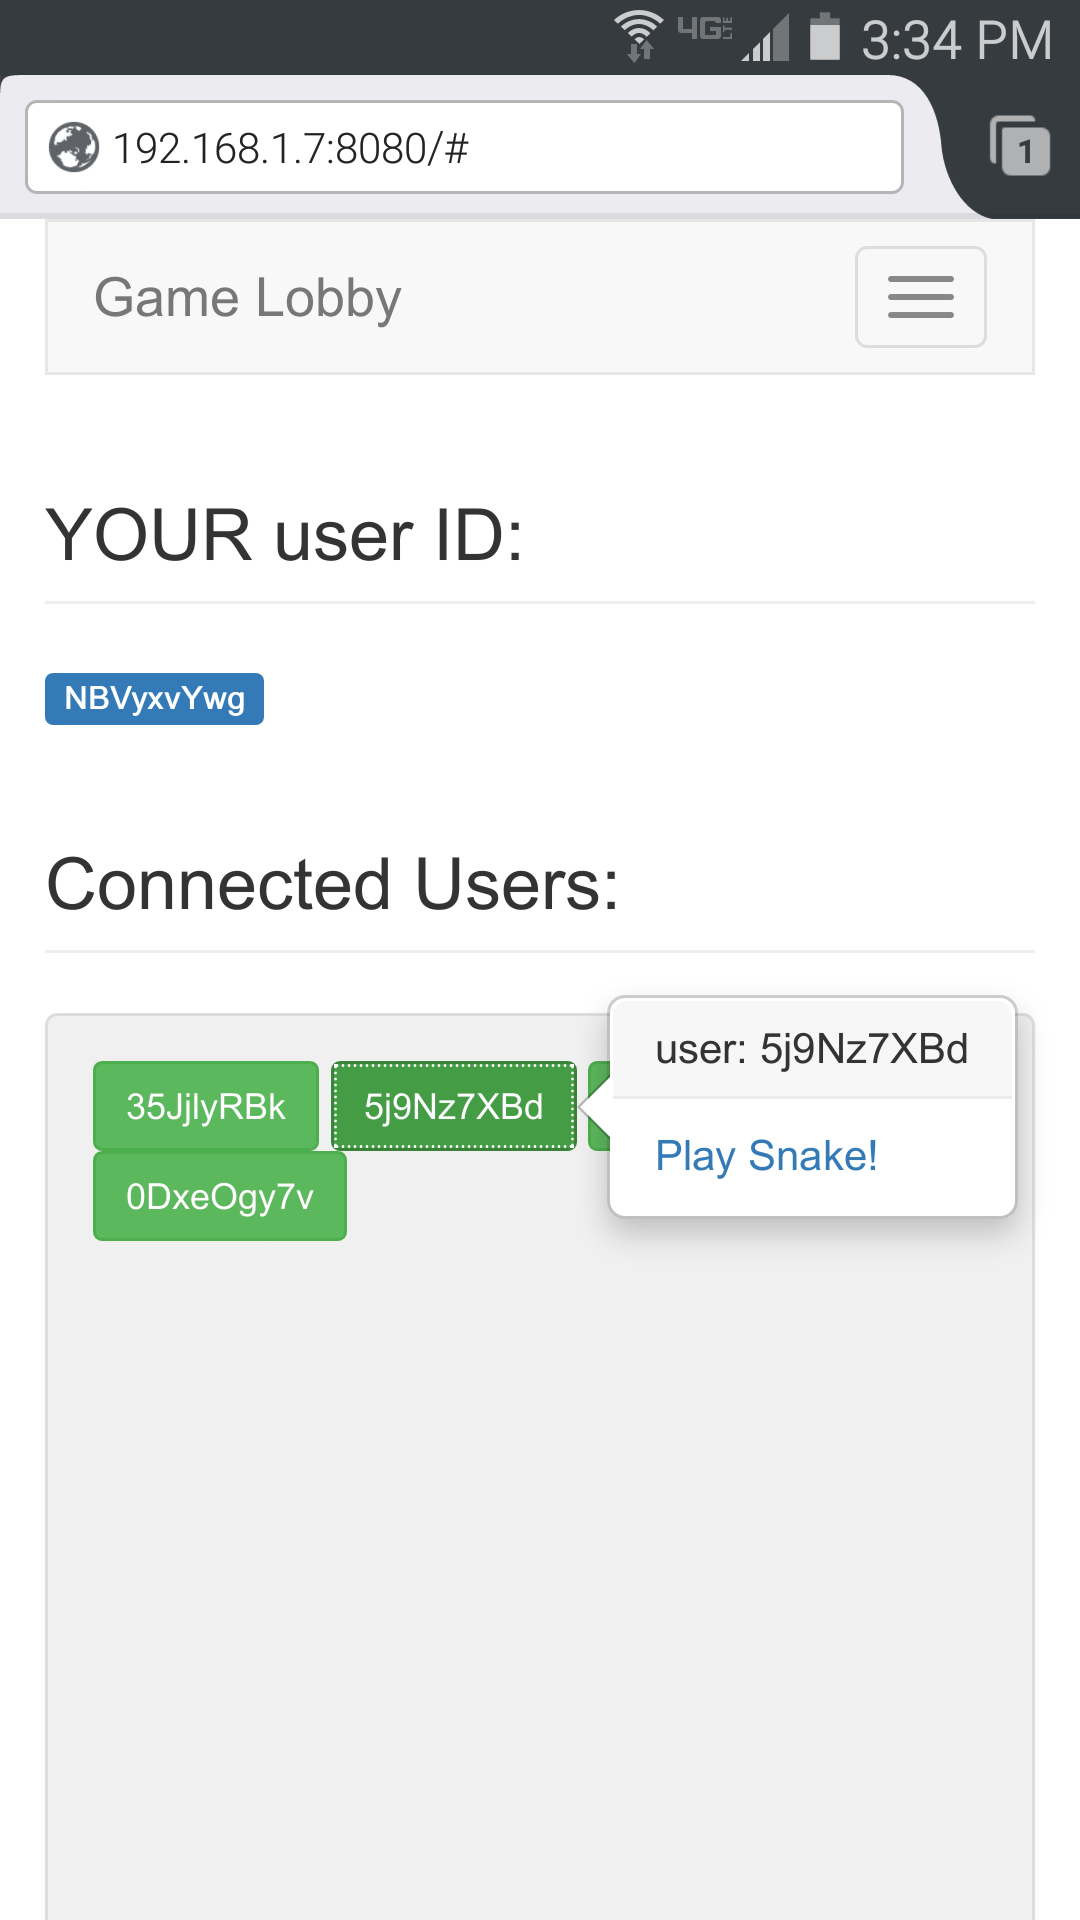 4G LTE 3:34 PM
192.168.1.7:8080/# 1
Game Lobby
YOUR user ID:
NBVyxvYwg
Connected Users:
user: 5j9Nz7XBd
35JjlyRBk 5j9Nz7XBd
Play Snake!
0DxeOgy7v